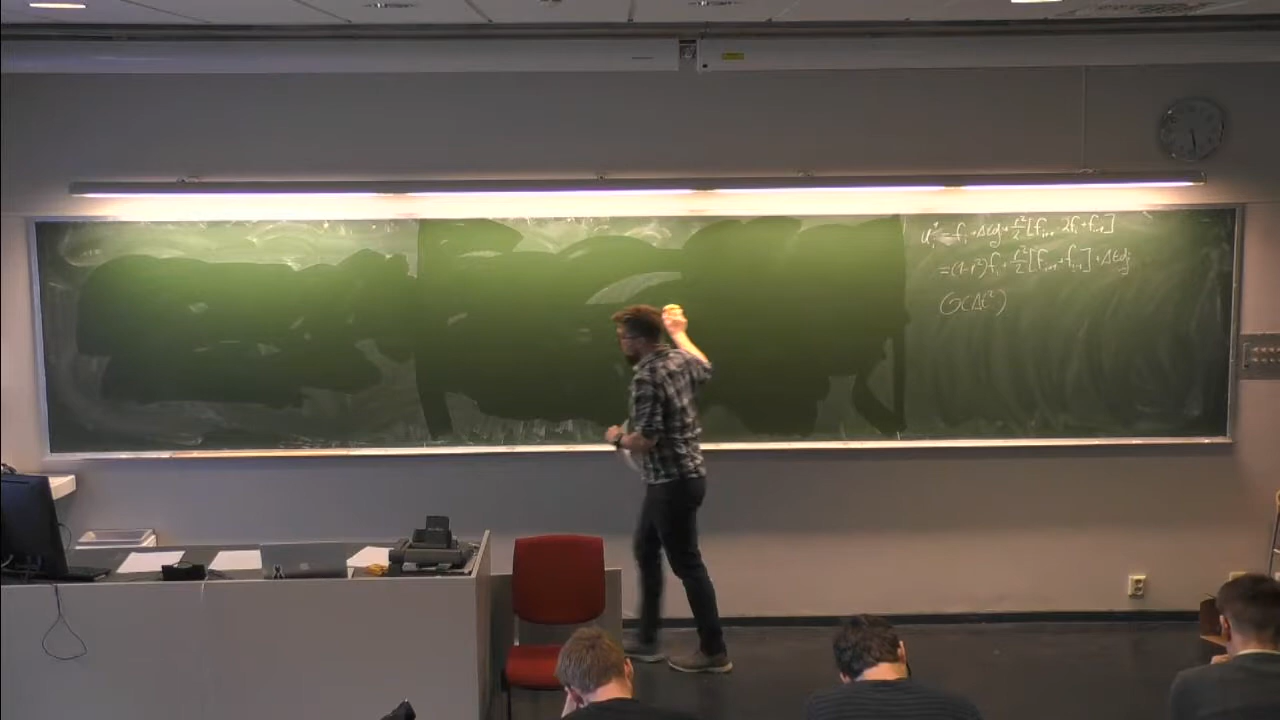 u_i^1 = f_i + Δt g_i + r²/2 [f_{i+1} - 2f_i + f_{i-1}]
= (1-r²) f_i + r²/2 [f_{i+1} + f_{i-1}] + Δt g_i
O(Δt²)